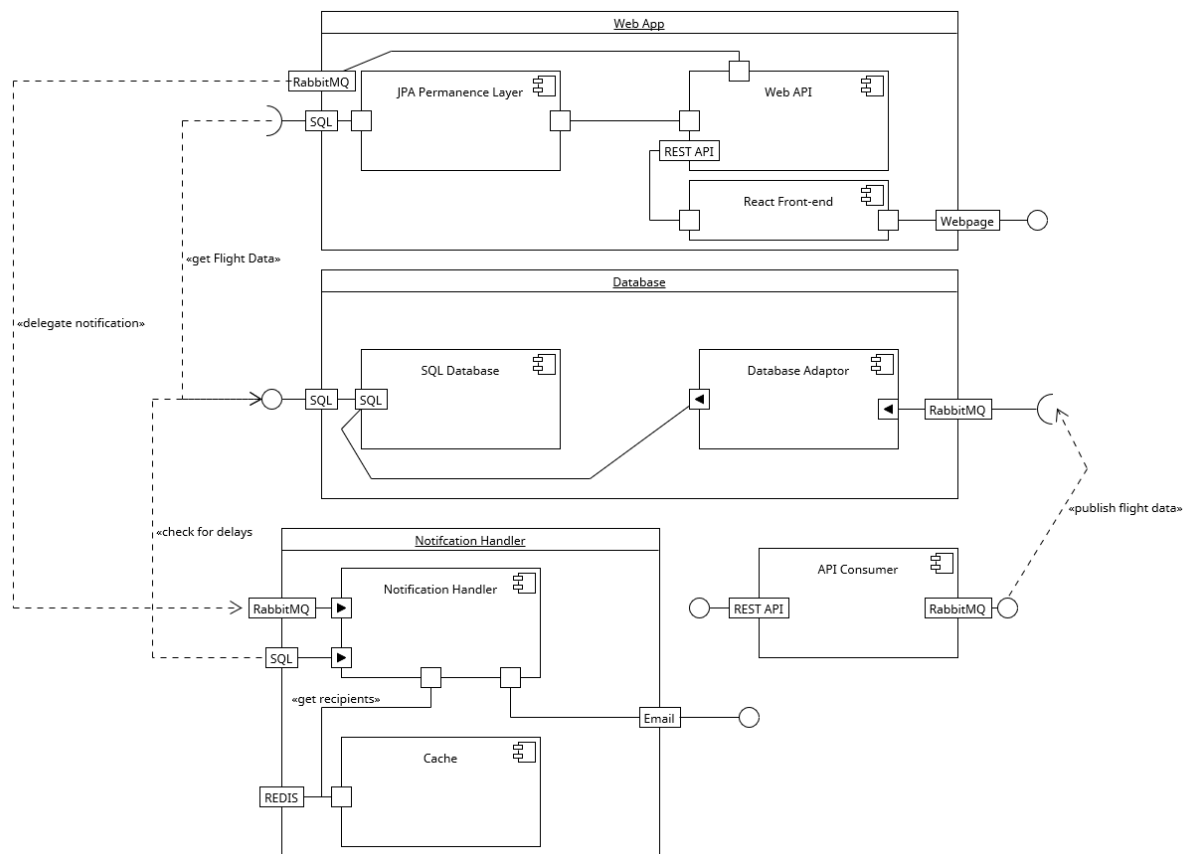 Web App
RabbitMQ
JPA Permanence Layer
Web API
SQL
REST API
React Front-end
Webpage
«get Flight Data»
Database
«delegate notification»
SQL Database
Database Adaptor
SQL
SQL
RabbitMQ
«publish flight data»
«check for delays
Notifcation Handler
API Consumer
Notification Handler
RabbitMQ
REST API
RabbitMQ
SQL
«get recipients»
Email
Cache
REDIS